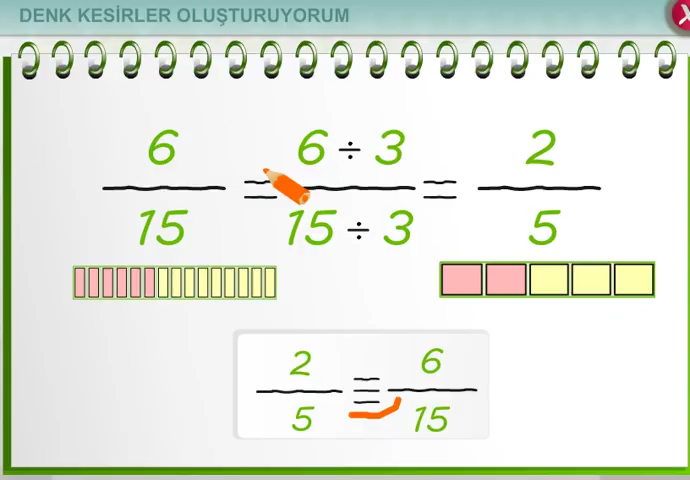 DENK KESİRLER OLUŞTURUYORUM
6/15 = 6 ÷ 3/15 ÷ 3 = 2/5
2/5 ≡ 6/15